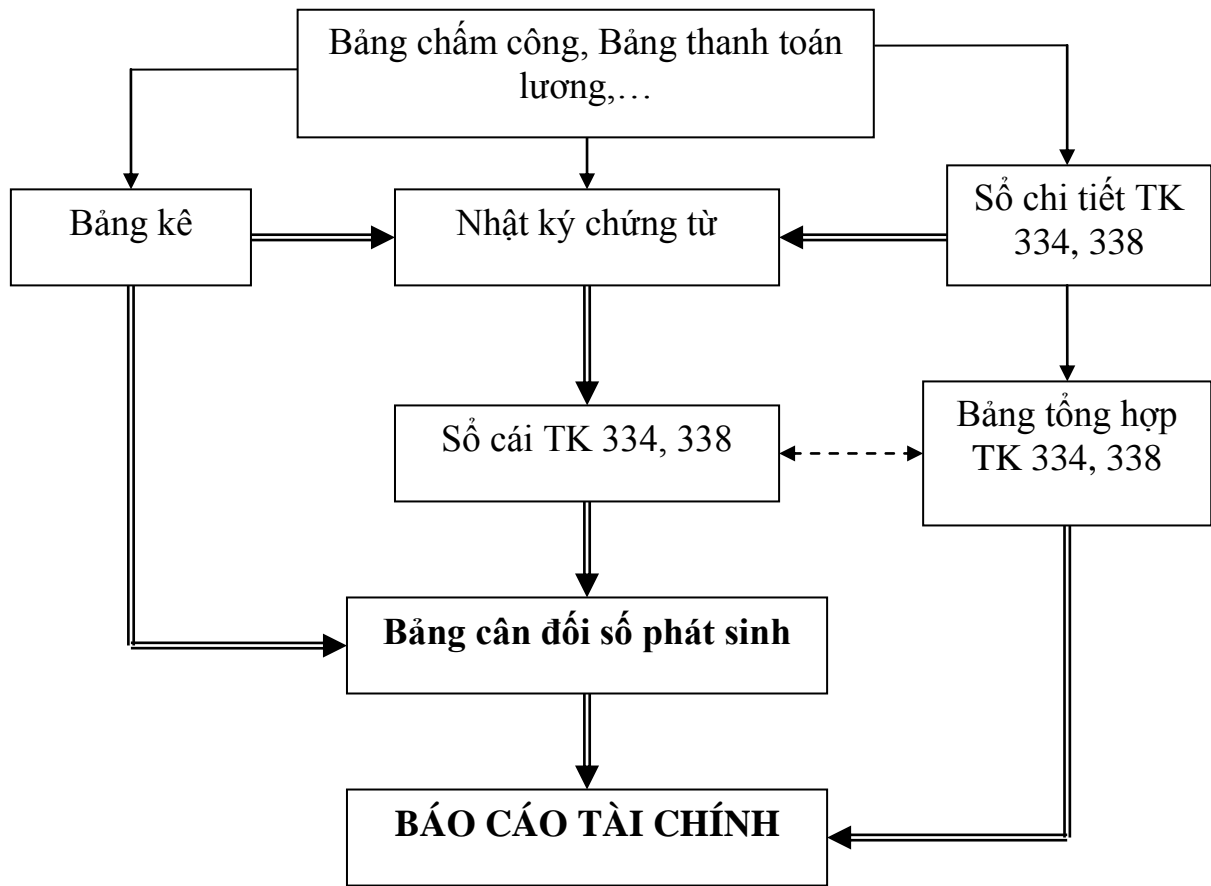 Bảng chấm công, Bảng thanh toán
lương,…
Bảng kê
Nhật ký chứng từ
Sổ chi tiết TK
334, 338
Sổ cái TK 334, 338
Bảng tổng hợp
TK 334, 338
Bảng cân đối số phát sinh
BÁO CÁO TÀI CHÍNH